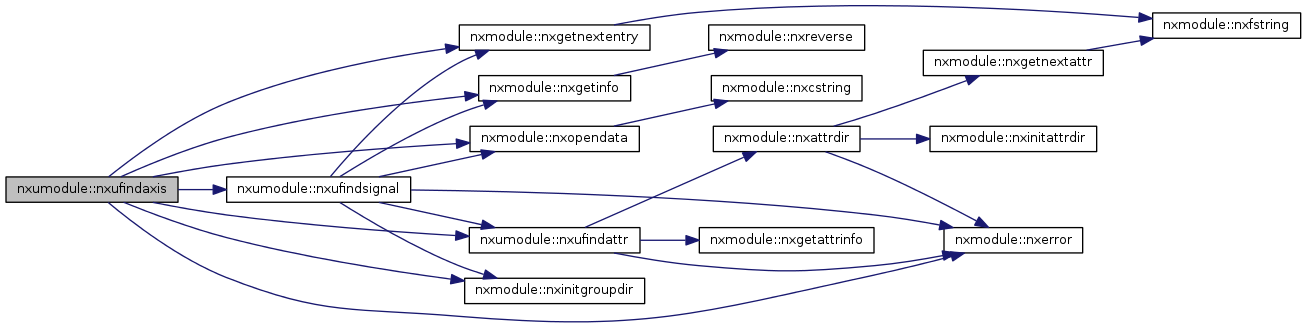 nxumodule::nxufindaxis
nxumodule::nxufindsignal
nxmodule::nxgetnextentry
nxmodule::nxgetinfo
nxmodule::nxopendata
nxumodule::nxufindattr
nxmodule::nxinitgroupdir
nxmodule::nxreverse
nxmodule::nxcstring
nxmodule::nxattrdir
nxmodule::nxgetattrinfo
nxmodule::nxgetnextattr
nxmodule::nxinitattrdir
nxmodule::nxerror
nxmodule::nxfstring